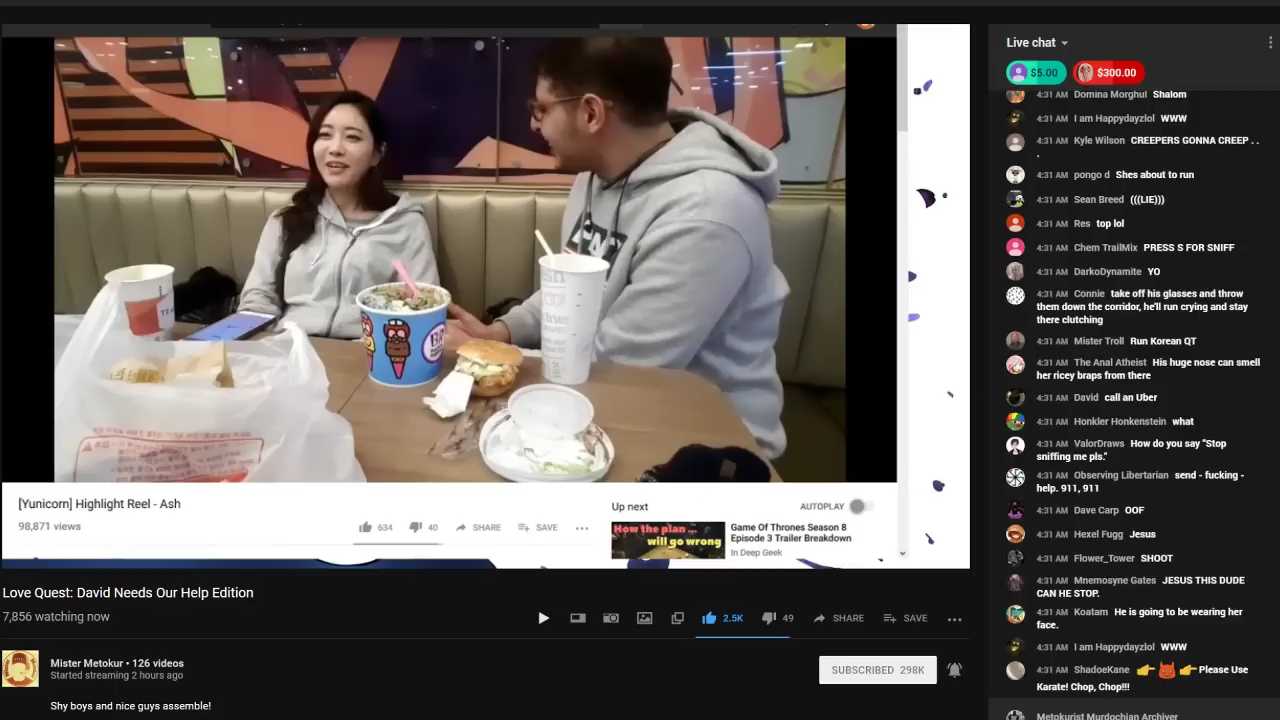 Live chat
$5.00
$300.00
4:31 AM Domina Morghul Shalom
4:31 AM I am Happydayzlol WWW
4:31 AM Kyle Wilson CREEPERS GONNA CREEP . .
.
4:31 AM pongo d Shes about to run
4:31 AM Sean Breed (((LIE)))
4:31 AM Res top lol
4:31 AM Chem TrailMix PRESS S FOR SNIFF
4:31 AM DarkoDynamite YO
4:31 AM Connie take off his glasses and throw
them down the corridor, he'll run crying and stay
there clutching
4:31 AM Mister Troll Run Korean QT
4:31 AM The Anal Atheist His huge nose can smell
her ricey braps from there
4:31 AM David call an Uber
4:31 AM Honkler Honkenstein what
4:31 AM ValorDraws How do you say "Stop
sniffing me pls."
4:31 AM Observing Libertarian send - fucking -
help. 911, 911
4:31 AM Dave Carp OOF
4:31 AM Hexel Fugg Jesus
4:31 AM Flower_Tower SHOOT
4:31 AM Mnemosyne Gates JESUS THIS DUDE
CAN HE STOP.
4:31 AM Koatam He is going to be wearing her
face.
4:31 AM I am Happydayzlol WWW
4:31 AM ShadoeKane 👉 👹 👉 Please Use
Karate! Chop, Chop!!!
Metokurist Murdochian Archiver
BR
[Yunicorn] Highlight Reel - Ash
98,871 views
634
40
SHARE
SAVE
Up next
AUTOPLAY
How the plan ...
... will go wrong
Game Of Thrones Season 8
Episode 3 Trailer Breakdown
In Deep Geek
Love Quest: David Needs Our Help Edition
7,856 watching now
2.5K
49
SHARE
SAVE
Mister Metokur • 126 videos
Started streaming 2 hours ago
SUBSCRIBED 298K
Shy boys and nice guys assemble!